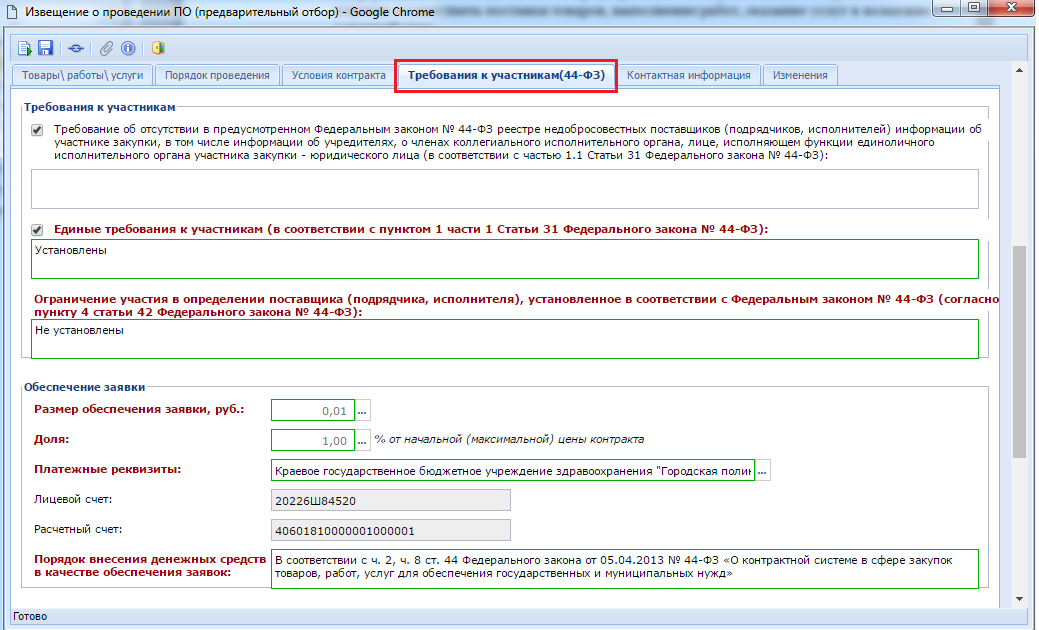 Извещение о проведении ПО (предварительный отбор) - Google Chrome
Товары\ работы\ услуги
Порядок проведения
Условия контракта
Требования к участникам(44-ФЗ)
Контактная информация
Изменения
Требования к участникам
Требование об отсутствии в предусмотренном Федеральным законом № 44-ФЗ реестре недобросовестных поставщиков (подрядчиков, исполнителей) информации об
участнике закупки, в том числе информации об учредителях, о членах коллегиального исполнительного органа, лице, исполняющем функции единоличного
исполнительного органа участника закупки - юридического лица (в соответствии с частью 1.1 Статьи 31 Федерального закона № 44-ФЗ):
Единые требования к участникам (в соответствии с пунктом 1 части 1 Статьи 31 Федерального закона № 44-ФЗ):
Установлены
Ограничение участия в определении поставщика (подрядчика, исполнителя), установленное в соответствии с Федеральным законом № 44-ФЗ (согласно
пункту 4 статьи 42 Федерального закона № 44-ФЗ):
Не установлены
Обеспечение заявки
Размер обеспечения заявки, руб.: 0,01 ...
Доля: 1,00 ... % от начальной (максимальной) цены контракта
Платежные реквизиты: Краевое государственное бюджетное учреждение здравоохранения "Городская поли ...
Лицевой счет: 20226Ш84520
Расчетный счет: 40601810000001000001
Порядок внесения денежных средств
в качестве обеспечения заявок:
В соответствии с ч. 2, ч. 8 ст. 44 Федерального закона от 05.04.2013 № 44-ФЗ «О контрактной системе в сфере закупок
товаров, работ, услуг для обеспечения государственных и муниципальных нужд»
Готово